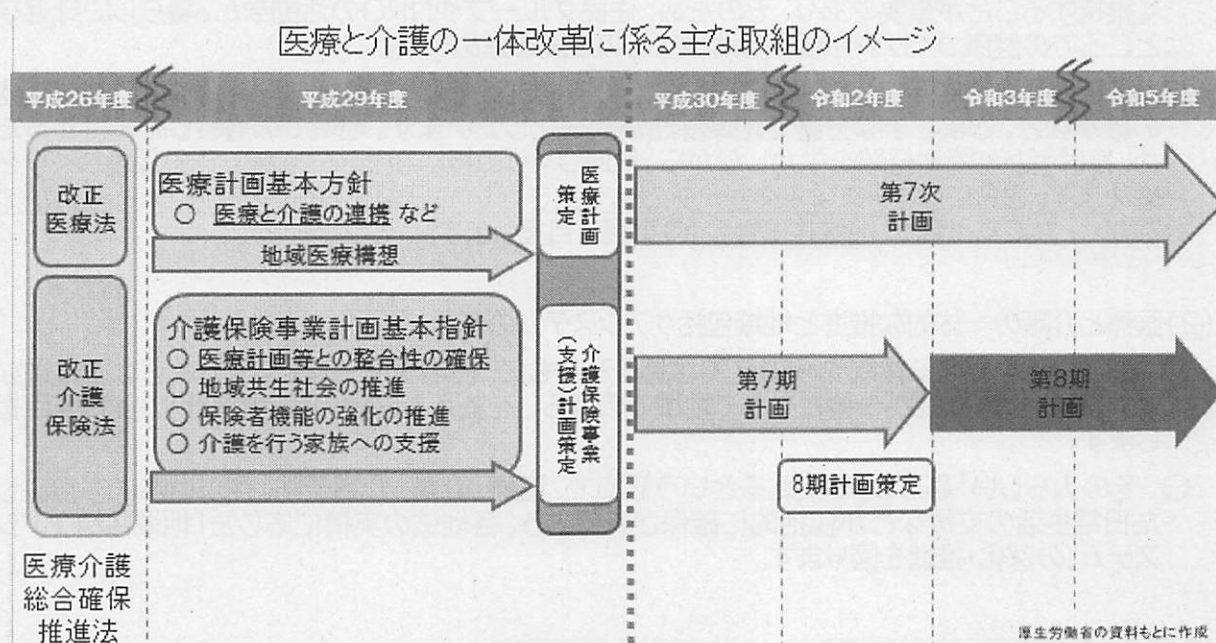 医療と介護の一体改革に係る主な取組のイメージ
平成26年度
平成29年度
平成30年度
令和2年度
令和3年度
令和5年度
改正
医療法
医療計画基本方針
○ 医療と介護の連携 など
地域医療構想
医療計画
策定
第7次
計画
改正
介護
保険法
介護保険事業計画基本指針
○ 医療計画等との整合性の確保
○ 地域共生社会の推進
○ 保険者機能の強化の推進
○ 介護を行う家族への支援
介護保険事業
(支援)計画策定
第7期
計画
第8期
計画
8期計画策定
医療介護
総合確保
推進法
厚生労働省の資料もとに作成